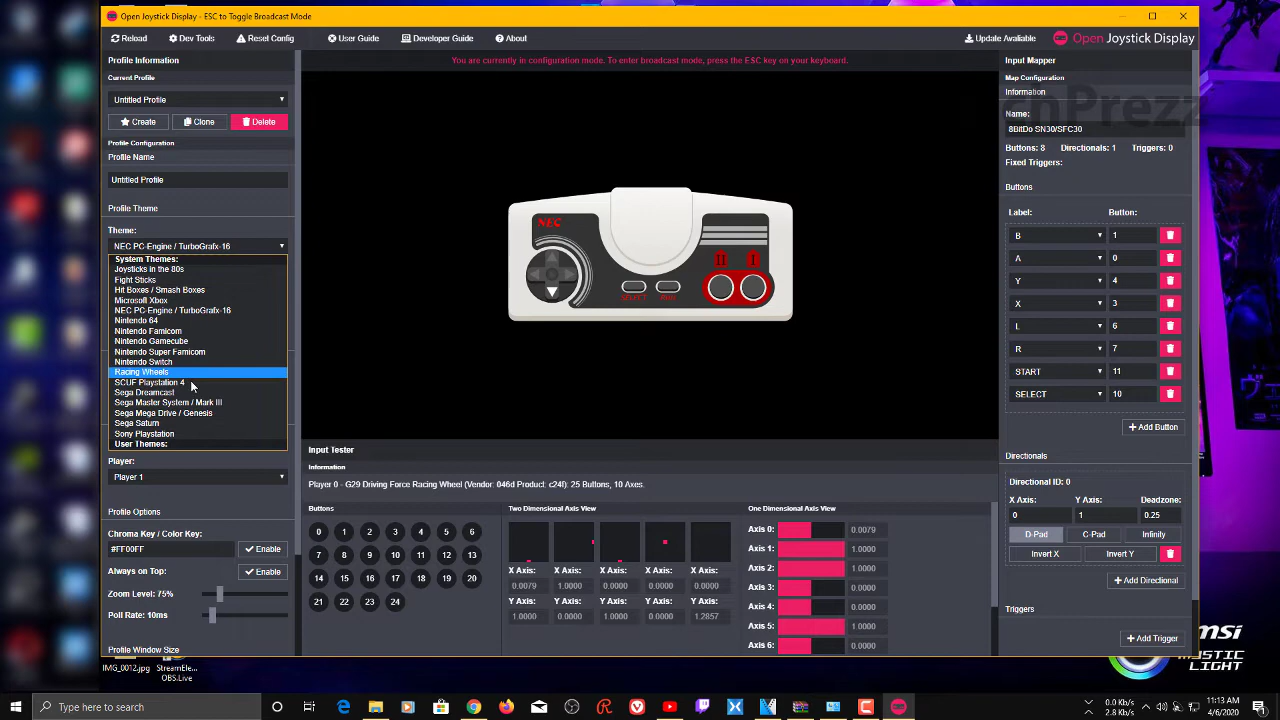 Open Joystick Display - ESC to Toggle Broadcast Mode
Reload Dev Tools Reset Config User Guide Developer Guide About Update Avaliable Open Joystick Display
Profile Information
Current Profile
Untitled Profile
Create Clone Delete
Profile Configuration
Profile Name
Untitled Profile
Profile Theme
Theme:
NEC PC-Engine / TurboGrafx-16
System Themes:
Joysticks in the 80s
Fight Sticks
Hit Boxes / Smash Boxes
Microsoft Xbox
NEC PC-Engine / TurboGrafx-16
Nintendo 64
Nintendo Famicom
Nintendo Gamecube
Nintendo Super Famicom
Nintendo Switch
Racing Wheels
SCUF Playstation 4
Sega Dreamcast
Sega Master System / Mark III
Sega Mega Drive / Genesis
Sega Saturn
Sony Playstation
User Themes:
Player:
Player 1
Profile Options
Chroma Key / Color Key:
#FF00FF Enable
Always on Top: Enable
Zoom Level: 75%
Poll Rate: 10ms
Profile Window Size
You are currently in configuration mode. To enter broadcast mode, press the ESC key on your keyboard.
NEC
II I
SELECT RUN
Input Tester
Information
Player 0 - G29 Driving Force Racing Wheel (Vendor: 046d Product: c24f): 25 Buttons, 10 Axes.
Buttons
0 1 2 3 4 5 6
7 8 9 10 11 12 13
14 15 16 17 18 19 20
21 22 23 24
Two Dimensional Axis View
X Axis: X Axis: X Axis: X Axis: X Axis:
0.0079 1.0000 0.0000 0.0000 0.0000
Y Axis: Y Axis: Y Axis: Y Axis: Y Axis:
1.0000 0.0000 1.0000 0.0000 1.2857
One Dimensional Axis View
Axis 0: 0.0079
Axis 1: 1.0000
Axis 2: 1.0000
Axis 3: 0.0000
Axis 4: 0.0000
Axis 5: 1.0000
Axis 6: 0.0000
Input Mapper
Map Configuration
Information
Name:
8BitD0 SN30/SFC30
Buttons: 8 Directionals: 1 Triggers: 0
Fixed Triggers:
Buttons
Label: Button:
B 1
A 0
Y 4
X 3
L 6
R 7
START 11
SELECT 10
Add Button
Directionals
Directional ID: 0
X Axis: Y Axis: Deadzone:
0 1 0.25
D-Pad C-Pad Infinity
Invert X Invert Y
Add Directional
Triggers
Add Trigger
IMG_0012.jpg StreamEle...
OBS.Live
msi
MYSTIC
LIGHT
Type here to search
0.0 Kb/s
2.8 Kb/s
11:13 AM
4/6/2020